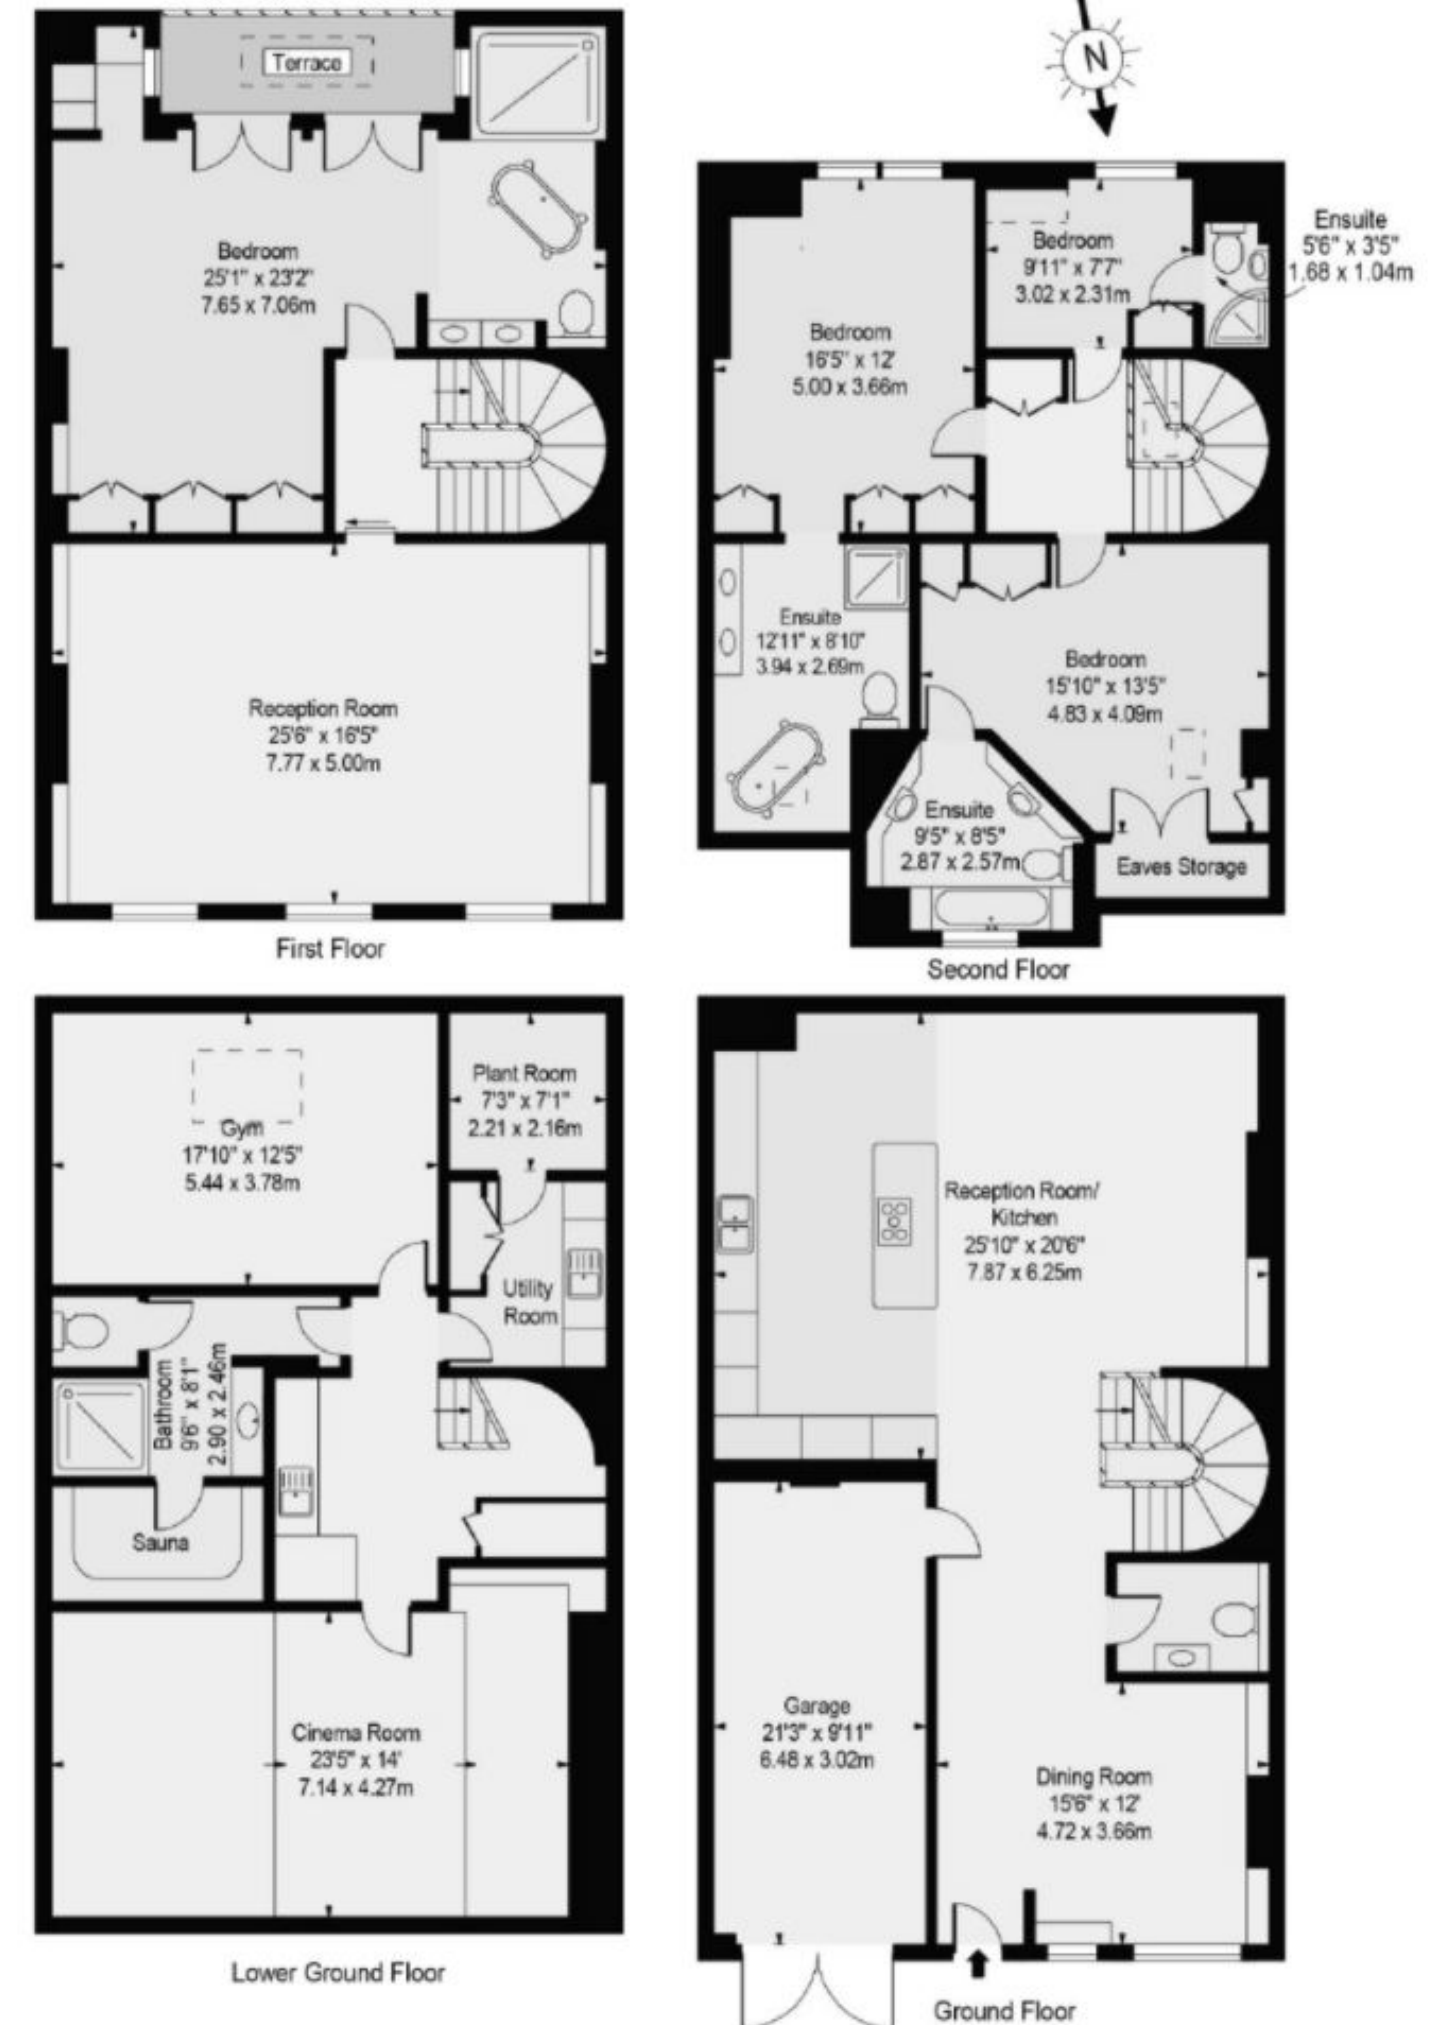 Terrace
Bedroom
25'1" x 23'2"
7.65 x 7.06m
Reception Room
25'6" x 16'5"
7.77 x 5.00m
First Floor
N
Bedroom
9'11" x 7'7"
3.02 x 2.31m
Ensuite
5'6" x 3'5"
1.68 x 1.04m
Bedroom
16'5" x 12'
5.00 x 3.66m
Ensuite
12'11" x 8'10"
3.94 x 2.69m
Bedroom
15'10" x 13'5"
4.83 x 4.09m
Ensuite
9'5" x 8'5"
2.87 x 2.57m
Eaves Storage
Second Floor
Gym
17'10" x 12'5"
5.44 x 3.78m
Plant Room
7'3" x 7'1"
2.21 x 2.16m
Utility
Room
Bathroom
9'6" x 8'1"
2.90 x 2.46m
Sauna
Cinema Room
23'5" x 14'
7.14 x 4.27m
Lower Ground Floor
Reception Room/
Kitchen
25'10" x 20'6"
7.87 x 6.25m
Garage
21'3" x 9'11"
6.48 x 3.02m
Dining Room
15'6" x 12'
4.72 x 3.66m
Ground Floor